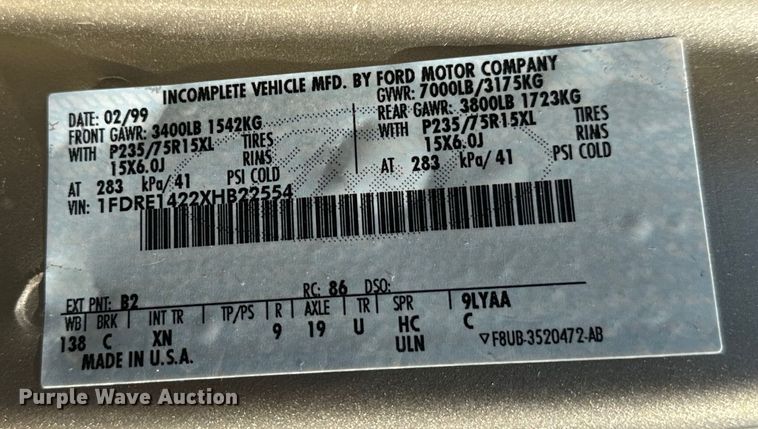 INCOMPLETE VEHICLE MFD. BY FORD MOTOR COMPANY
DATE: 02/99 GVWR: 7000LB/3175KG
FRONT GAWR: 3400LB 1542KG REAR GAWR: 3800LB 1723KG
WITH P235/75R15XL TIRES WITH P235/75R15XL TIRES
15X6.0J RIMS 15X6.0J RIMS
AT 283 kPa/41 PSI COLD AT 283 kPa/41 PSI COLD
VIN: 1FDRE1422XHB22554
EXT PNT: B2 RC: 86 DSO:
WB BRK INT TR TP/PS R AXLE TR SPR 9LYAA
138 C XN 9 19 U HC C
ULN ▽F8UB-3520472-AB
MADE IN U.S.A.
Purple Wave Auction